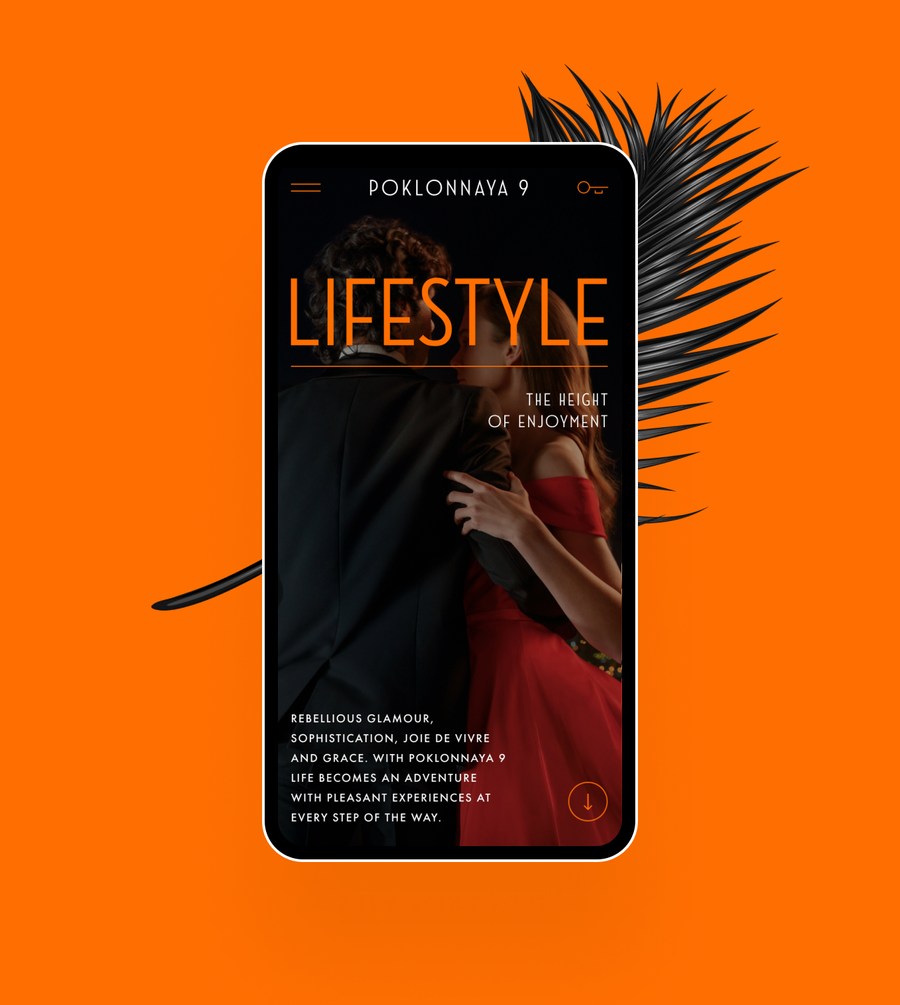 POKLONNAYA 9
LIFESTYLE
THE HEIGHT
OF ENJOYMENT
REBELLIOUS GLAMOUR,
SOPHISTICATION, JOIE DE VIVRE
AND GRACE. WITH POKLONNAYA 9
LIFE BECOMES AN ADVENTURE
WITH PLEASANT EXPERIENCES AT
EVERY STEP OF THE WAY.